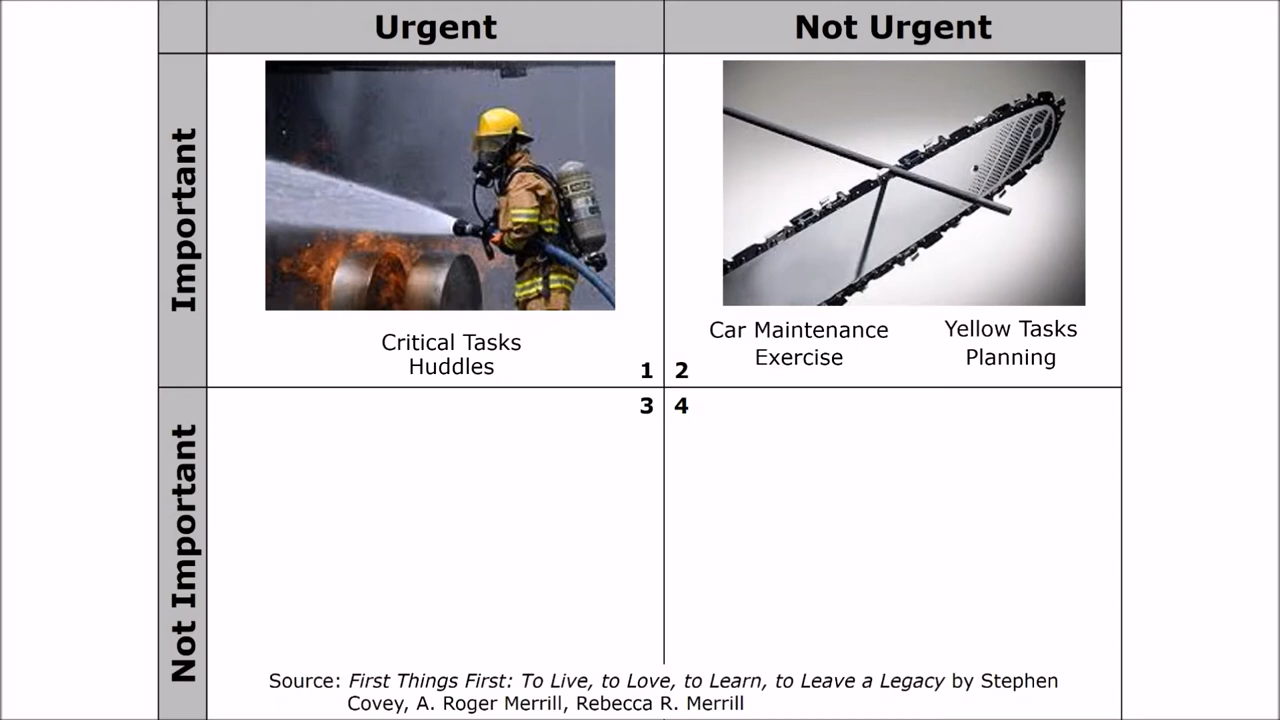 Urgent
Not Urgent
Important
Critical Tasks
Huddles
1
2
Car Maintenance
Exercise
Yellow Tasks
Planning
Not Important
3
4
Source: First Things First: To Live, to Love, to Learn, to Leave a Legacy by Stephen
Covey, A. Roger Merrill, Rebecca R. Merrill